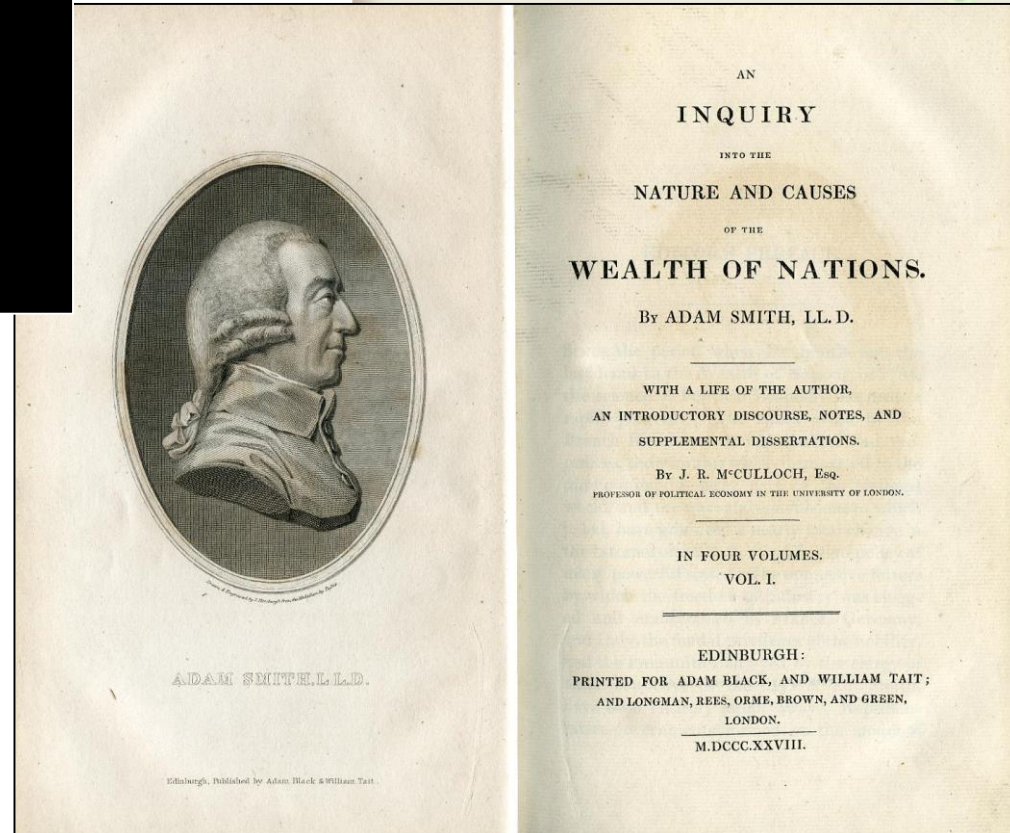 ADAM SMITH, L.L.D.
Edinburgh, Published by Adam Black & William Tait.
AN
INQUIRY
INTO THE
NATURE AND CAUSES
OF THE
WEALTH OF NATIONS.
By ADAM SMITH, LL. D.
WITH A LIFE OF THE AUTHOR,
AN INTRODUCTORY DISCOURSE, NOTES, AND
SUPPLEMENTAL DISSERTATIONS.
By J. R. McCULLOCH, Esq.
PROFESSOR OF POLITICAL ECONOMY IN THE UNIVERSITY OF LONDON.
IN FOUR VOLUMES.
VOL. I.
EDINBURGH:
PRINTED FOR ADAM BLACK, AND WILLIAM TAIT;
AND LONGMAN, REES, ORME, BROWN, AND GREEN,
LONDON.
M.DCCC.XXVIII.